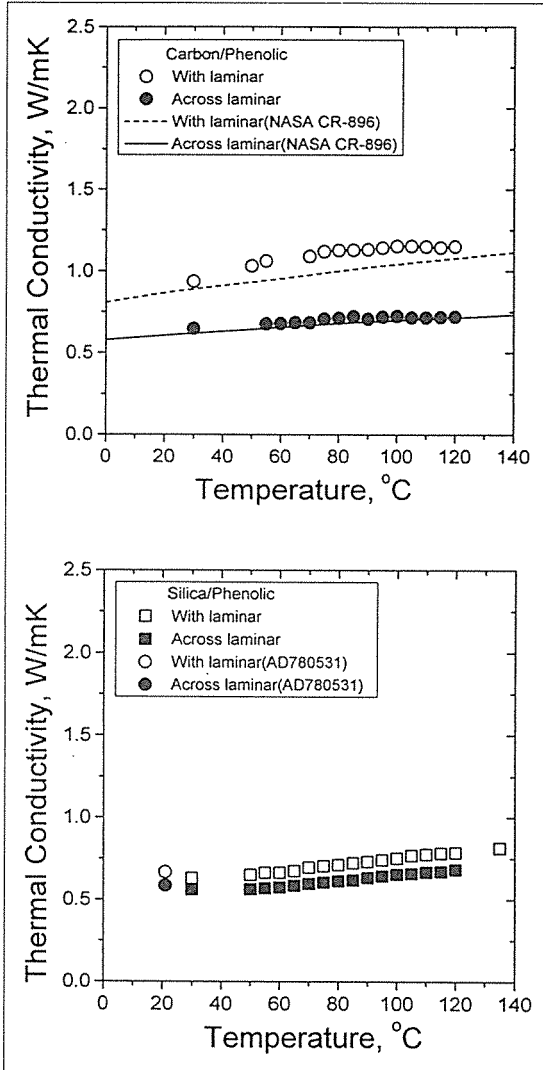 Carbon/Phenolic
With laminar
Across laminar
With laminar(NASA CR-896)
Across laminar(NASA CR-896)
Thermal Conductivity, W/mK
2.5
2.0
1.5
1.0
0.5
0.0
0 20 40 60 80 100 120 140
Temperature, °C
Silica/Phenolic
With laminar
Across laminar
With laminar(AD780531)
Across laminar(AD780531)
Thermal Conductivity, W/mK
2.5
2.0
1.5
1.0
0.5
0.0
0 20 40 60 80 100 120 140
Temperature, °C